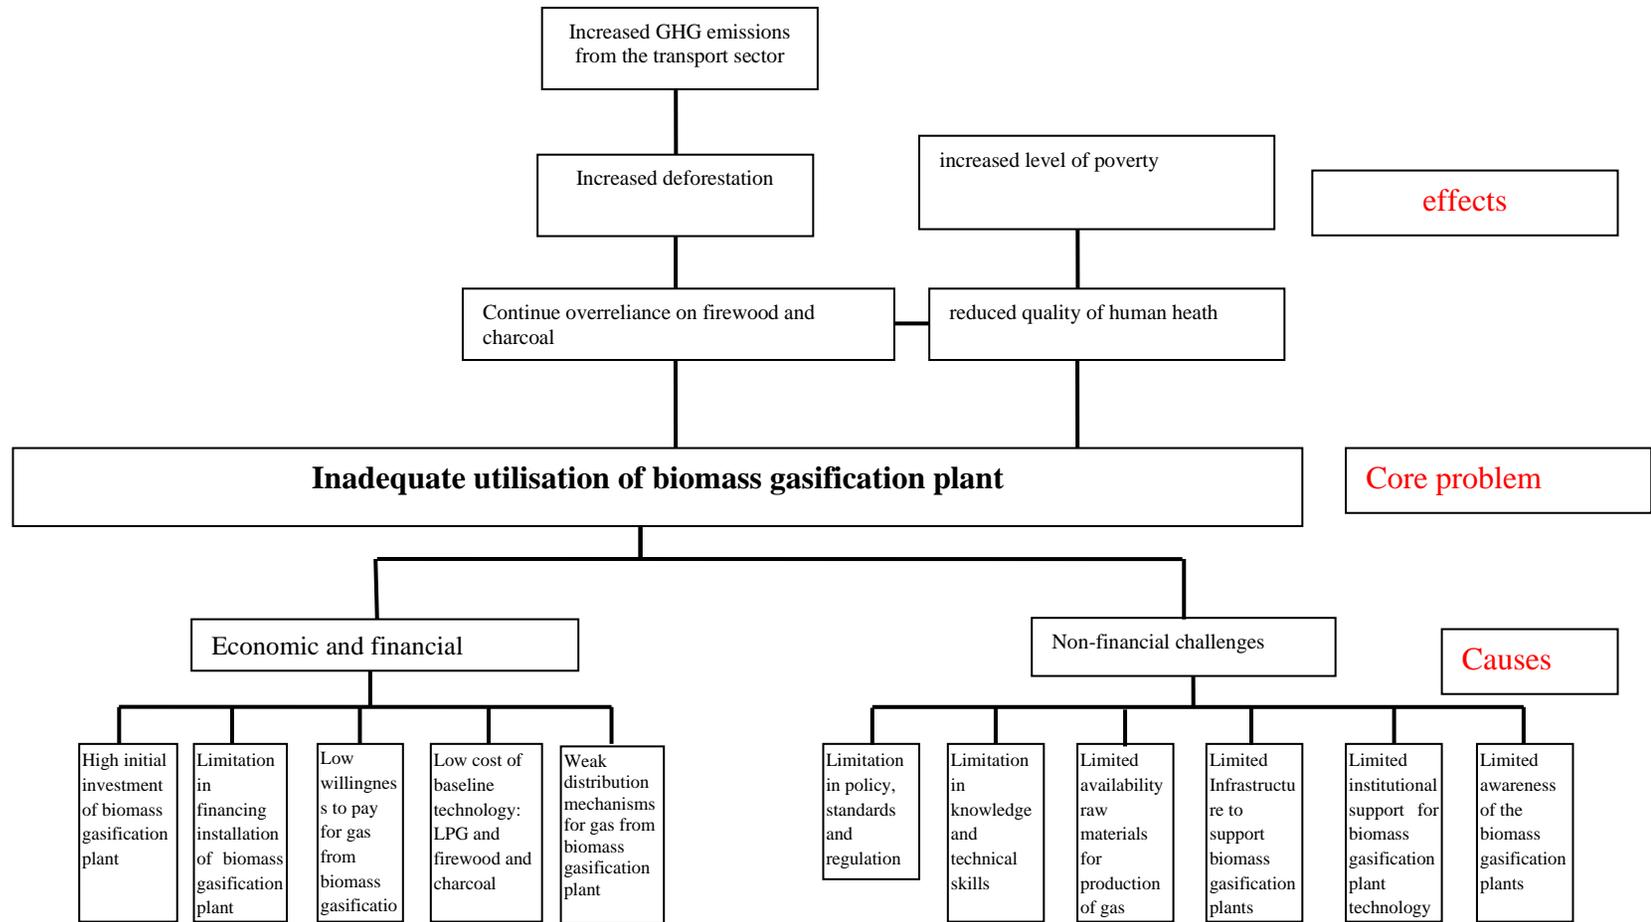 Increased GHG emissions
from the transport sector
Increased deforestation
increased level of poverty
effects
Continue overreliance on firewood and
charcoal
reduced quality of human heath
Inadequate utilisation of biomass gasification plant
Core problem
Economic and financial
Non-financial challenges
Causes
High initial
investment
of biomass
gasification
plant
Limitation
in
financing
installation
of biomass
gasification
plant
Low
willingnes
s to pay
for gas
from
biomass
gasificatio
Low cost of
baseline
technology:
LPG and
firewood and
charcoal
Weak
distribution
mechanisms
for gas from
biomass
gasification
plant
Limitation
in policy,
standards
and
regulation
Limitation
in
knowledge
and
technical
skills
Limited
availability
raw
materials
for
production
of gas
Limited
Infrastructu
re to
support
biomass
gasification
plants
Limited
institutional
support for
biomass
gasification
plant
technology
Limited
awareness
of the
biomass
gasification
plants